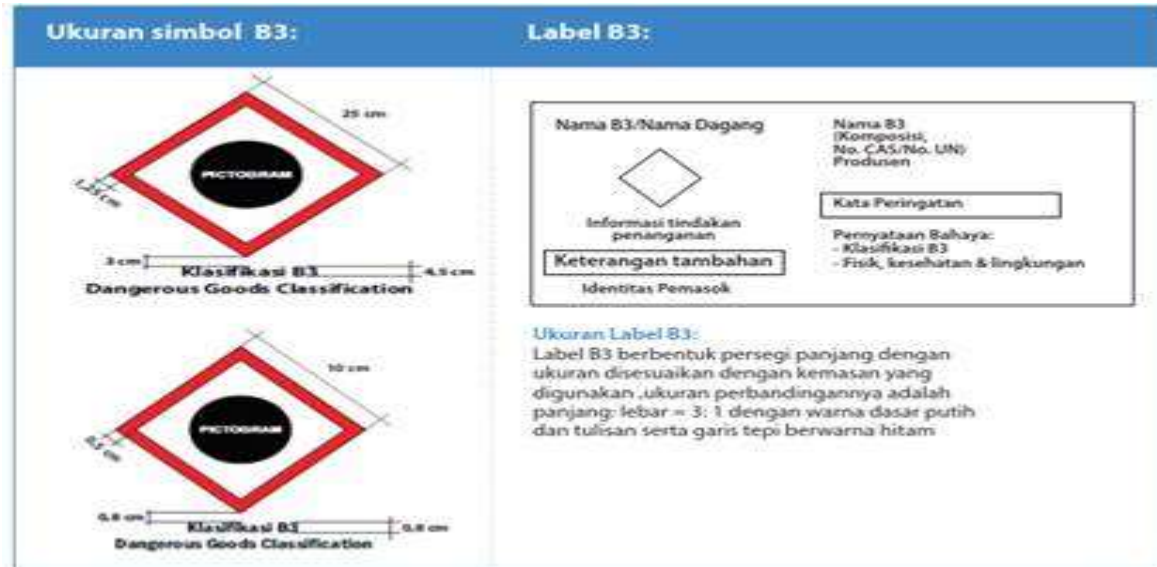 Ukuran simbol B3:
25 cm
PICTOGRAM
1,25 cm
3 cm
Klasifikasi B3
4,5 cm
Dangerous Goods Classification
10 cm
PICTOGRAM
0,5 cm
0,8 cm
Klasifikasi B3
0,8 cm
Dangerous Goods Classification
Label B3:
Nama B3/Nama Dagang
Informasi tindakan
penanganan
Keterangan tambahan
Identitas Pemasok
Nama B3
(Komposisi,
No. CAS/No. UN)
Produsen
Kata Peringatan
Pernyataan Bahaya:
- Klasifikasi B3
- Fisik, kesehatan & lingkungan
Ukuran Label B3:
Label B3 berbentuk persegi panjang dengan
ukuran disesuaikan dengan kemasan yang
digunakan ,ukuran perbandingannya adalah
panjang: lebar = 3: 1 dengan warna dasar putih
dan tulisan serta garis tepi berwarna hitam